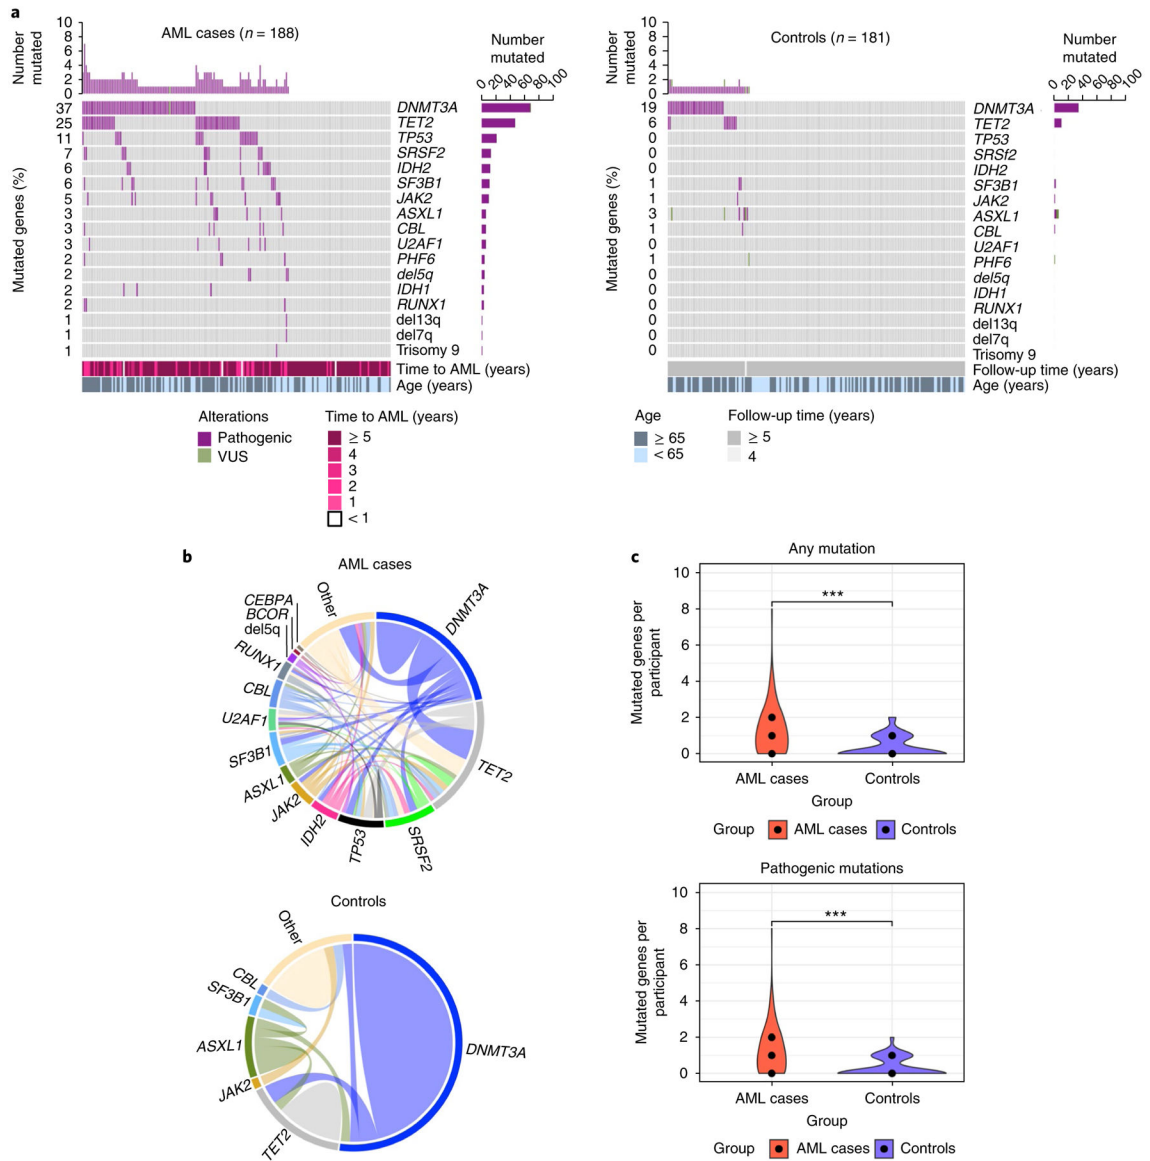 a
AML cases (n = 188)
Number mutated
10
8
6
4
2
0
Number mutated
0 20 40 60 80 100
Mutated genes (%)
37 DNMT3A
25 TET2
11 TP53
7 SRSF2
6 IDH2
6 SF3B1
5 JAK2
3 ASXL1
3 CBL
3 U2AF1
2 PHF6
2 del5q
2 IDH1
2 RUNX1
1 del13q
1 del7q
1 Trisomy 9
Time to AML (years)
Age (years)
Controls (n = 181)
Number mutated
10
8
6
4
2
0
Number mutated
0 20 40 60 80 100
Mutated genes (%)
19 DNMT3A
6 TET2
0 TP53
0 SRSf2
0 IDH2
1 SF3B1
1 JAK2
3 ASXL1
1 CBL
0 U2AF1
1 PHF6
0 del5q
0 IDH1
0 RUNX1
0 del13q
0 del7q
0 Trisomy 9
Follow-up time (years)
Age (years)
Alterations
Pathogenic
VUS
Time to AML (years)
≥ 5
4
3
2
1
< 1
Age
≥ 65
< 65
Follow-up time (years)
≥ 5
4
b
AML cases
DNMT3A
TET2
SRSF2
TP53
IDH2
JAK2
ASXL1
SF3B1
U2AF1
CBL
RUNX1
del5q
BCOR
CEBPA
Other
Controls
DNMT3A
TET2
JAK2
ASXL1
SF3B1
CBL
Other
c
Any mutation
Mutated genes per participant
10
8
6
4
2
0
***
AML cases Controls
Group
Group AML cases Controls
Pathogenic mutations
Mutated genes per participant
10
8
6
4
2
0
***
AML cases Controls
Group
Group AML cases Controls